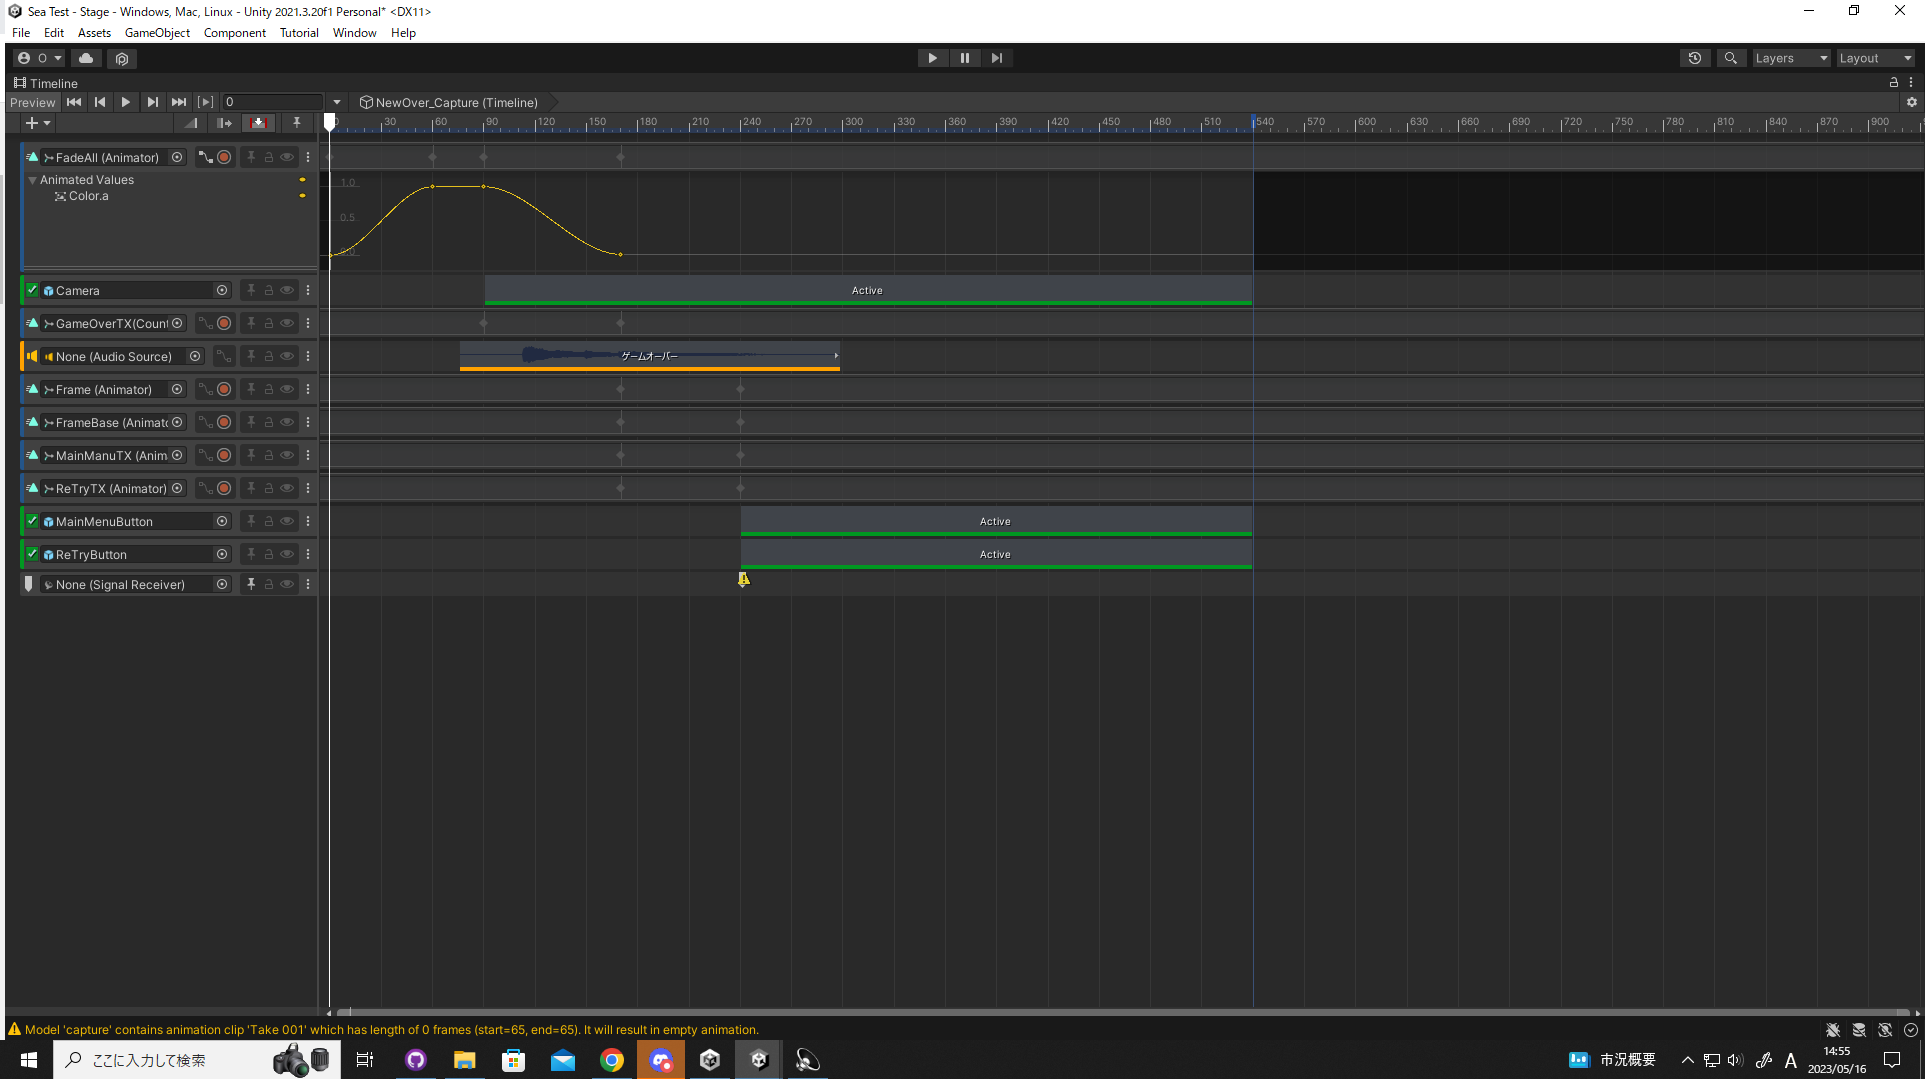 Sea Test - Stage - Windows, Mac, Linux - Unity 2021.3.20f1 Personal* <DX11>
File Edit Assets GameObject Component Tutorial Window Help
O Layers Layout
Timeline
Preview 0 NewOver_Capture (Timeline)
0 30 60 90 120 150 180 210 240 270 300 330 360 390 420 450 480 510 540 570 600 630 660 690 720 750 780 810 840 870 900
FadeAll (Animator)
Animated Values
Color.a
1.0
0.5
0.0
Camera Active
GameOverTX(Count
None (Audio Source) ゲームオーバー
Frame (Animator)
FrameBase (Animato
MainManuTX (Anim
ReTryTX (Animator)
MainMenuButton Active
ReTryButton Active
None (Signal Receiver)
Model 'capture' contains animation clip 'Take 001' which has length of 0 frames (start=65, end=65). It will result in empty animation.
ここに入力して検索 市況概要 A 14:55
2023/05/16